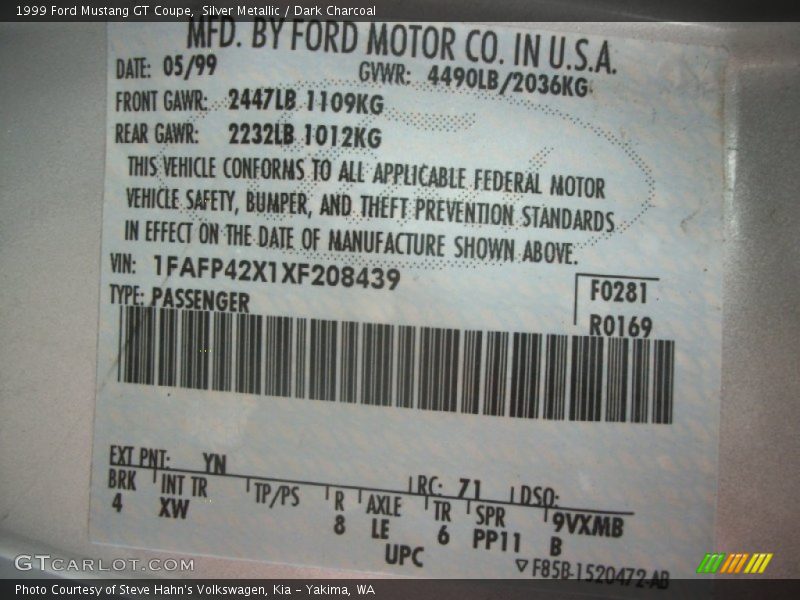 1999 Ford Mustang GT Coupe, Silver Metallic / Dark Charcoal
MFD. BY FORD MOTOR CO. IN U.S.A.
DATE: 05/99 GVWR: 4490LB/2036KG
FRONT GAWR: 2447LB 1109KG
REAR GAWR: 2232LB 1012KG
THIS VEHICLE CONFORMS TO ALL APPLICABLE FEDERAL MOTOR
VEHICLE SAFETY, BUMPER, AND THEFT PREVENTION STANDARDS
IN EFFECT ON THE DATE OF MANUFACTURE SHOWN ABOVE.
VIN: 1FAFP42X1XF208439
F0281
TYPE: PASSENGER
R0169
EXT PNT: YN RC: 71 DSO:
BRK INT TR TP/PS R AXLE TR SPR 9VXMB
4 XW 8 LE 6 PP11 B
UPC ▽F85B-1520472-AB
GTCARLOT.COM
Photo Courtesy of Steve Hahn's Volkswagen, Kia – Yakima, WA